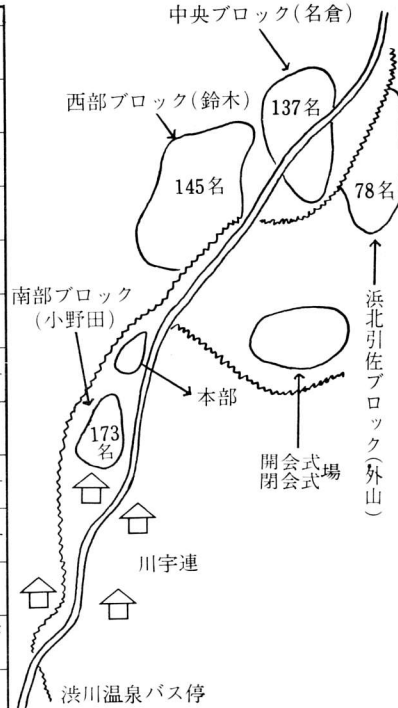 中央ブロック(名倉)
137名
西部ブロック(鈴木)
145名
78名
浜北引佐ブロック(外山)
南部ブロック
(小野田)
本部
173
名
開会式
閉会式
場
川宇連
渋川温泉バス停